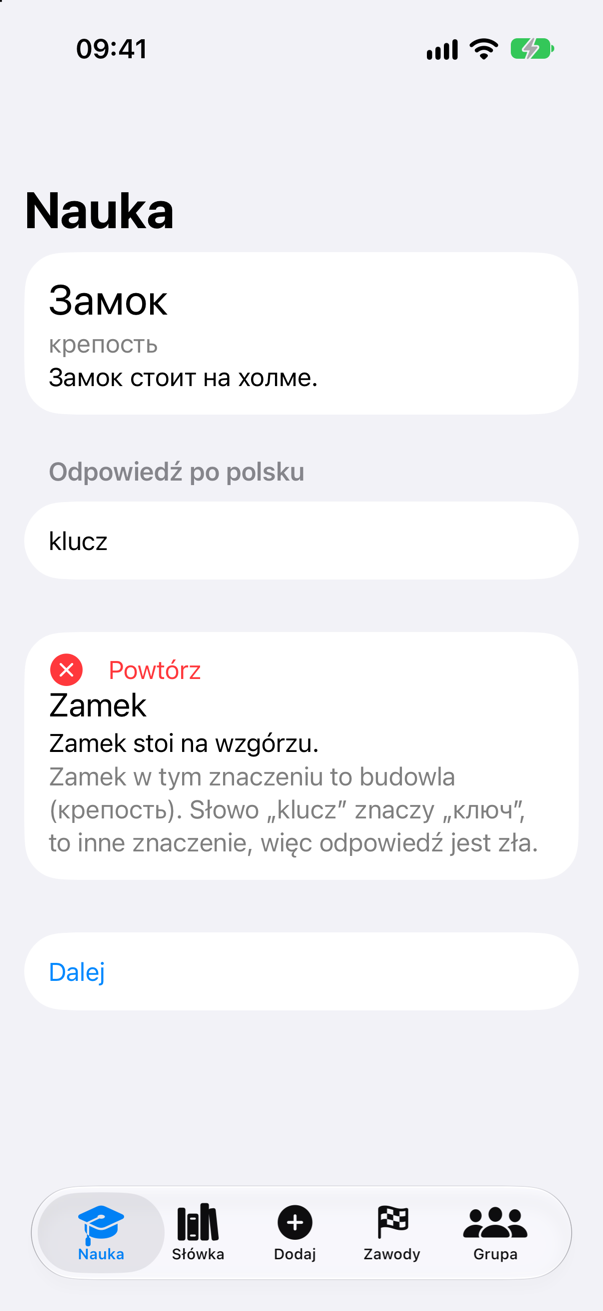 09:41
Nauka
Замок
крепость
Замок стоит на холме.
Odpowiedź po polsku
klucz
Powtórz
Zamek
Zamek stoi na wzgórzu.
Zamek w tym znaczeniu to budowla
(крепость). Słowo „klucz” znaczy „ключ”,
to inne znaczenie, więc odpowiedź jest zła.
Dalej
Nauka
Słówka
Dodaj
Zawody
Grupa